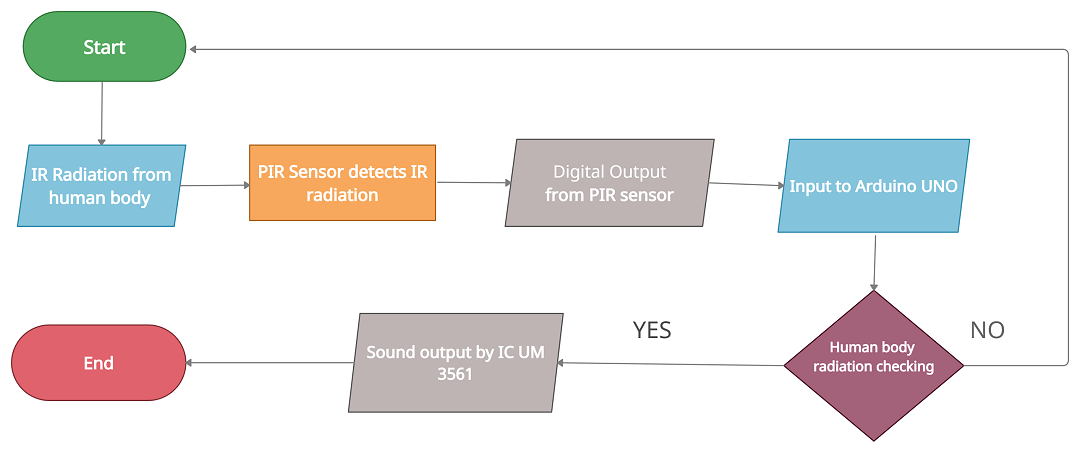 Start
IR Radiation from
human body
PIR Sensor detects IR
radiation
Digital Output
from PIR sensor
Input to Arduino UNO
Human body
radiation checking
NO
YES
Sound output by IC UM
3561
End